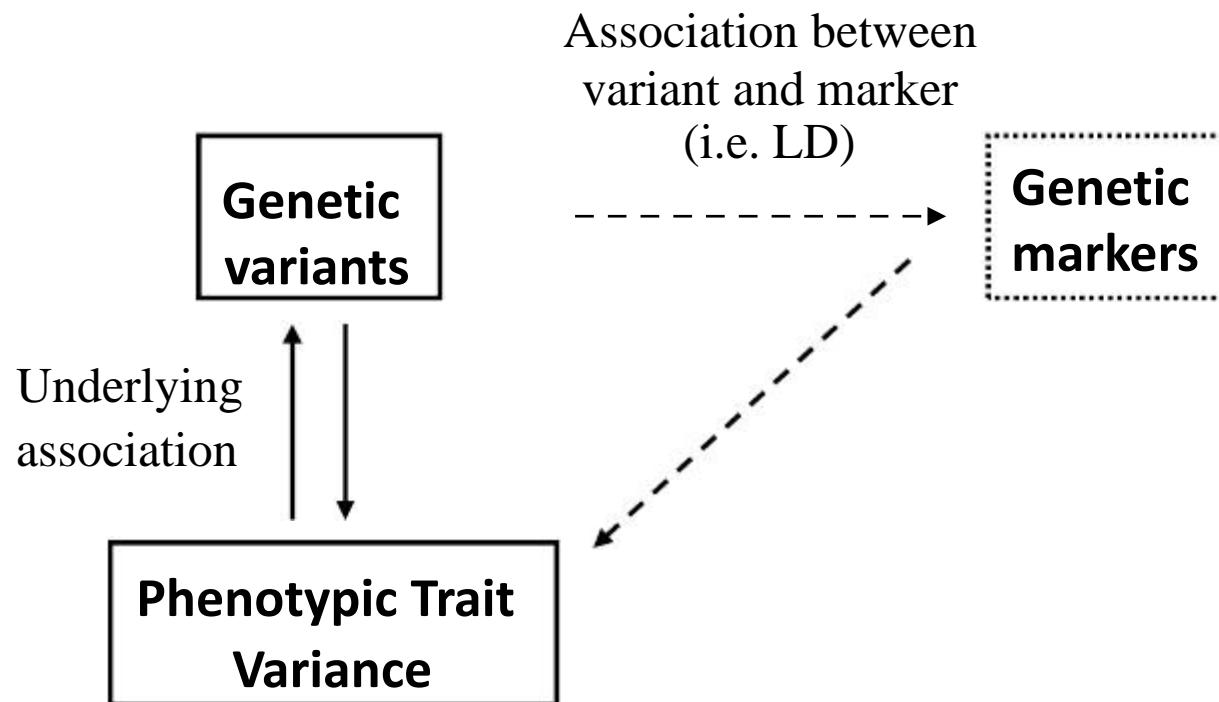 Association between
variant and marker
(i.e. LD)
Genetic
variants
Genetic
markers
Underlying
association
Phenotypic Trait
Variance